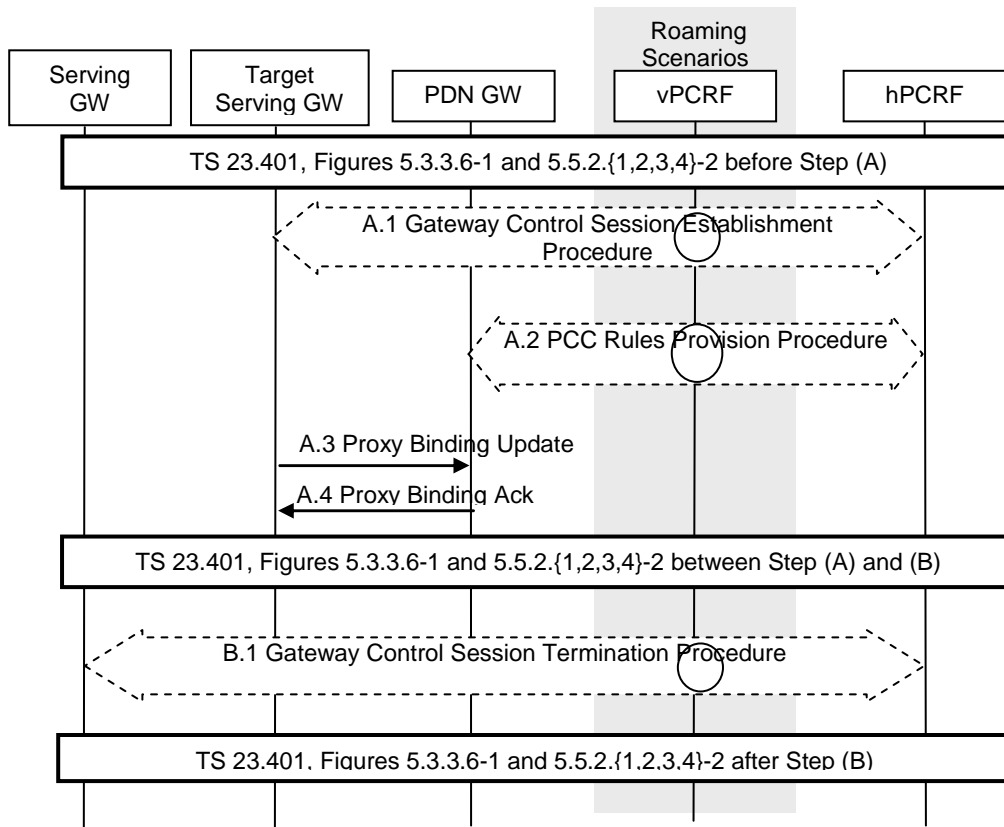 Roaming
Scenarios
Serving
GW
Target
Serving GW
PDN GW
vPCRF
hPCRF
TS 23.401, Figures 5.3.3.6-1 and 5.5.2.{1,2,3,4}-2 before Step (A)
A.1 Gateway Control Session Establishment
Procedure
A.2 PCC Rules Provision Procedure
A.3 Proxy Binding Update
A.4 Proxy Binding Ack
TS 23.401, Figures 5.3.3.6-1 and 5.5.2.{1,2,3,4}-2 between Step (A) and (B)
B.1 Gateway Control Session Termination Procedure
TS 23.401, Figures 5.3.3.6-1 and 5.5.2.{1,2,3,4}-2 after Step (B)